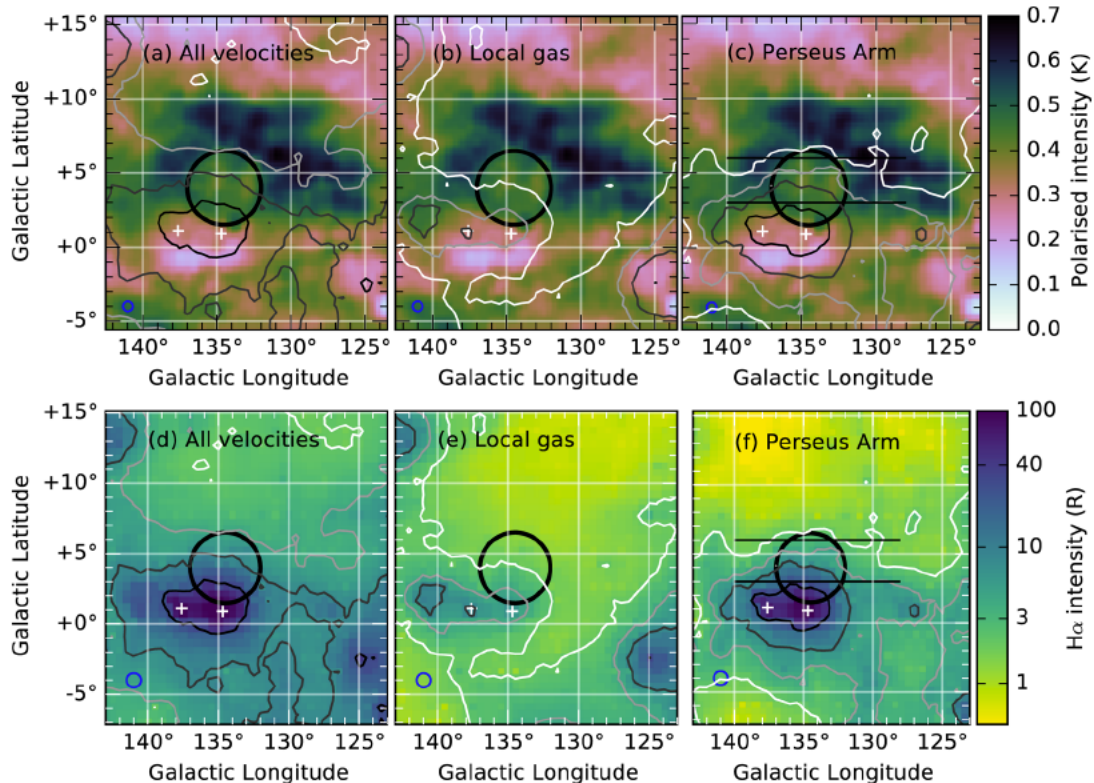 (a) All velocities
(b) Local gas
(c) Perseus Arm
+15°
+10°
+5°
+0°
-5°
Galactic Latitude
140° 135° 130° 125°
140° 135° 130° 125°
140° 135° 130° 125°
Galactic Longitude
Galactic Longitude
Galactic Longitude
0.7
0.6
0.5
0.4
0.3
0.2
0.1
0.0
Polarised intensity (K)
(d) All velocities
(e) Local gas
(f) Perseus Arm
+15°
+10°
+5°
+0°
-5°
Galactic Latitude
140° 135° 130° 125°
140° 135° 130° 125°
140° 135° 130° 125°
Galactic Longitude
Galactic Longitude
Galactic Longitude
100
40
10
3
1
Hα intensity (R)